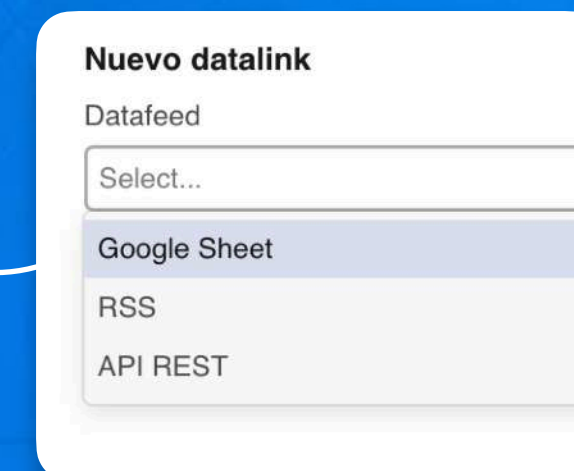 Nuevo datalink
Datafeed
Select...
Google Sheet
RSS
API REST